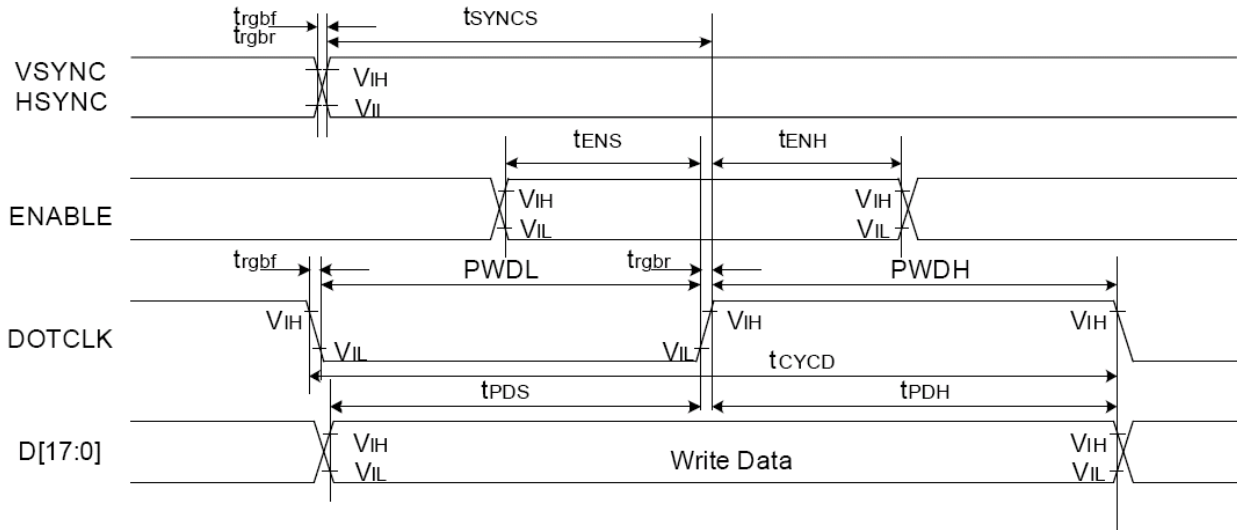 trgbf
trgbr
tSYNCS
VSYNC
HSYNC
VIH
VIL
tENS
tENH
ENABLE
VIH
VIL
VIH
VIL
trgbf
PWDL
trgbr
PWDH
DOTCLK
VIH
VIL
VIL
VIH
VIH
tCYCD
tPDS
tPDH
D[17:0]
VIH
VIL
Write Data
VIH
VIL